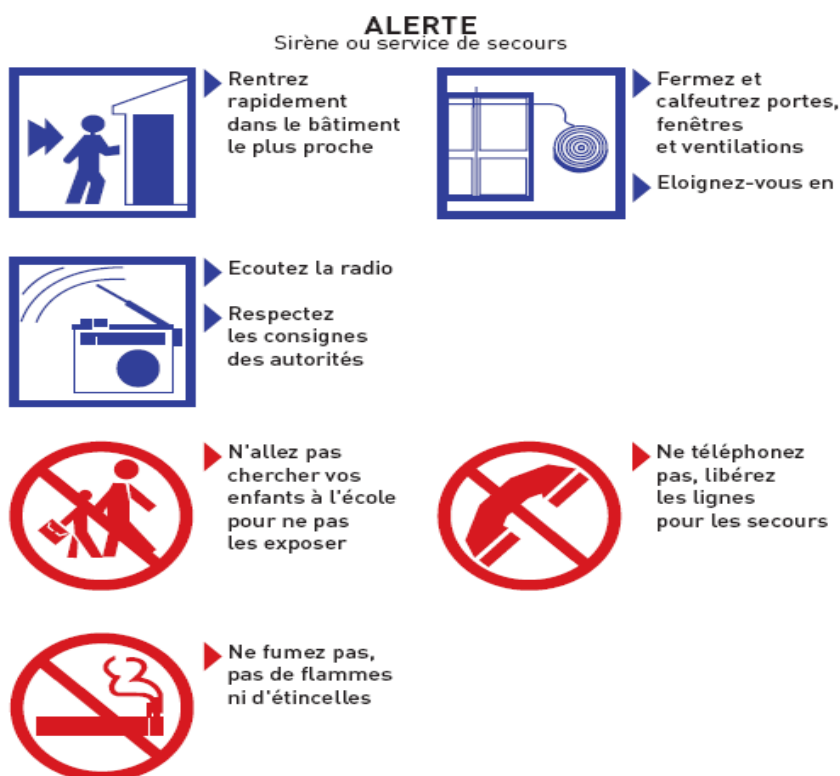 ALERTE
Sirène ou service de secours
Rentrez
rapidement
dans le bâtiment
le plus proche
Fermez et
calfeutrez portes,
fenêtres
et ventilations
Eloignez-vous en
Ecoutez la radio
Respectez
les consignes
des autorités
N'allez pas
chercher vos
enfants à l'école
pour ne pas
les exposer
Ne téléphonez
pas, libérez
les lignes
pour les secours
Ne fumez pas,
pas de flammes
ni d'étincelles